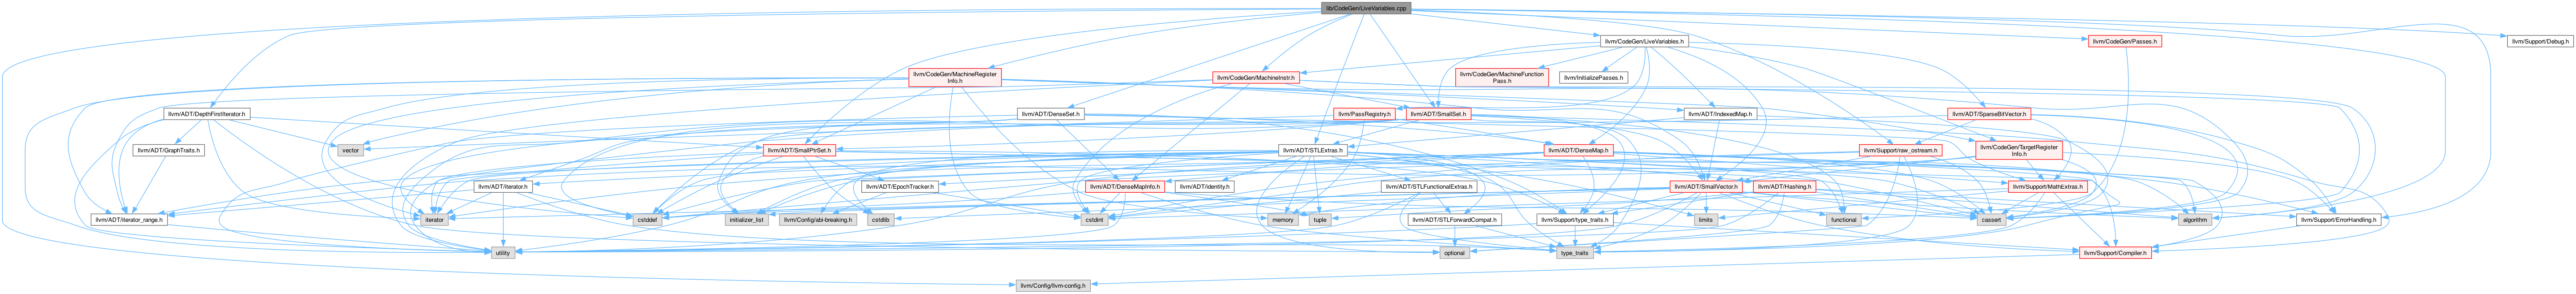 lib/CodeGen/LiveVariables.cpp
llvm/CodeGen/LiveVariables.h
llvm/CodeGen/Passes.h
llvm/Support/Debug.h
llvm/CodeGen/MachineRegister
Info.h
llvm/CodeGen/MachineInstr.h
llvm/CodeGen/MachineFunction
Pass.h
llvm/InitializePasses.h
llvm/ADT/DepthFirstIterator.h
llvm/ADT/DenseSet.h
llvm/PassRegistry.h
llvm/ADT/SmallSet.h
llvm/ADT/IndexedMap.h
llvm/ADT/SparseBitVector.h
vector
llvm/ADT/GraphTraits.h
llvm/ADT/SmallPtrSet.h
llvm/ADT/STLExtras.h
llvm/ADT/DenseMap.h
llvm/Support/raw_ostream.h
llvm/CodeGen/TargetRegister
Info.h
llvm/ADT/iterator.h
llvm/ADT/EpochTracker.h
llvm/ADT/DenseMapInfo.h
llvm/ADT/identity.h
llvm/ADT/STLFunctionalExtras.h
llvm/ADT/SmallVector.h
llvm/ADT/Hashing.h
llvm/Support/MathExtras.h
llvm/ADT/iterator_range.h
iterator
cstddef
initializer_list
llvm/Config/abi-breaking.h
cstdlib
cstdint
memory
tuple
llvm/ADT/STLForwardCompat.h
llvm/Support/type_traits.h
limits
functional
cassert
algorithm
llvm/Support/ErrorHandling.h
utility
optional
type_traits
llvm/Support/Compiler.h
llvm/Config/llvm-config.h